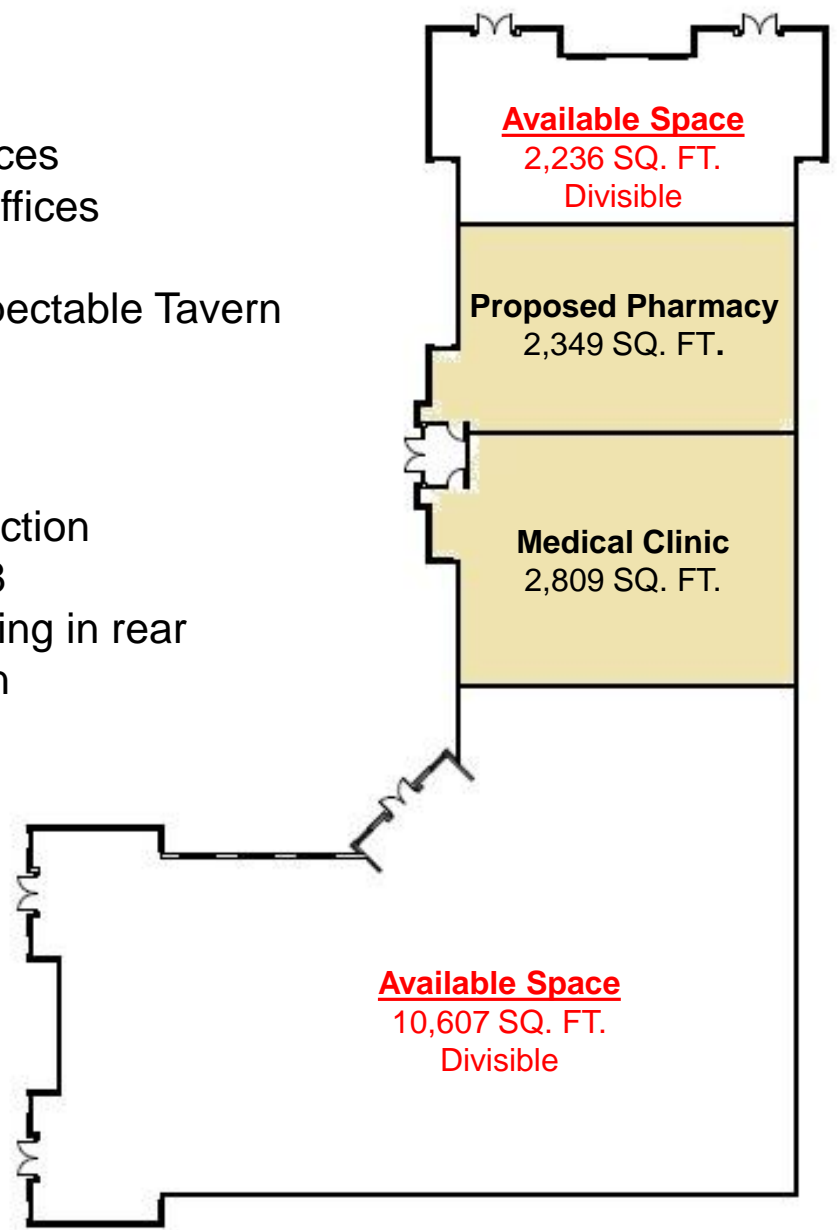 ces
ffices
pectable Tavern
ction
3
ing in rear
n
Available Space
2,236 SQ. FT.
Divisible
Proposed Pharmacy
2,349 SQ. FT.
Medical Clinic
2,809 SQ. FT.
Available Space
10,607 SQ. FT.
Divisible